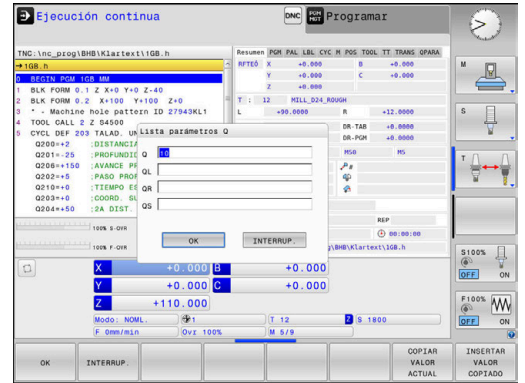 Ejecución continua
DNC
PGM MGT
Programar
TNC:\nc_prog\BHB\Klartext\1GB.h
→1GB.h
0 BEGIN PGM 1GB MM
1 BLK FORM 0.1 Z X+0 Y+0 Z-40
2 BLK FORM 0.2 X+100 Y+100 Z+0
3 * - Machine hole pattern ID 27943KL1
4 TOOL CALL 2 Z S4500
5 CYCL DEF 203 TALAD. UN
Q200=+2 ;DISTANCIA
Q201=-25 ;PROFUNDID
Q206=+150 ;AVANCE PR
Q202=+5 ;PASO PROF
Q210=+0 ;TIEMPO ES
Q203=+0 ;COORD. SU
Q204=+50 ;2A DIST.
100% S-OVR
100% F-OVR
Resumen PGM PAL LBL CYC M POS TOOL TT TRANS QPARA
RFTEÓ X +0.000 B +0.000
Y +0.000 C +0.000
Z +0.000
T : 12 MILL_D24_ROUGH
L +90.0000 R +12.0000
DR-TAB +0.0000
DR-PGM +0.0000
M50 M5
REP
00:00:00
\BHB\Klartext\1GB.h
Lista parámetros Q
Q 10
QL
QR
QS
OK
INTERRUP.
X +0.000 B +0.000
Y +0.000 C +0.000
Z +110.000
Modo: NOML. 1 T 12 Z S 1800
F 0mm/min Ovr 100% M 5/9
M
S
T
S100%
OFF ON
F100%
OFF ON
OK
INTERRUP.
COPIAR VALOR ACTUAL
INSERTAR VALOR COPIADO